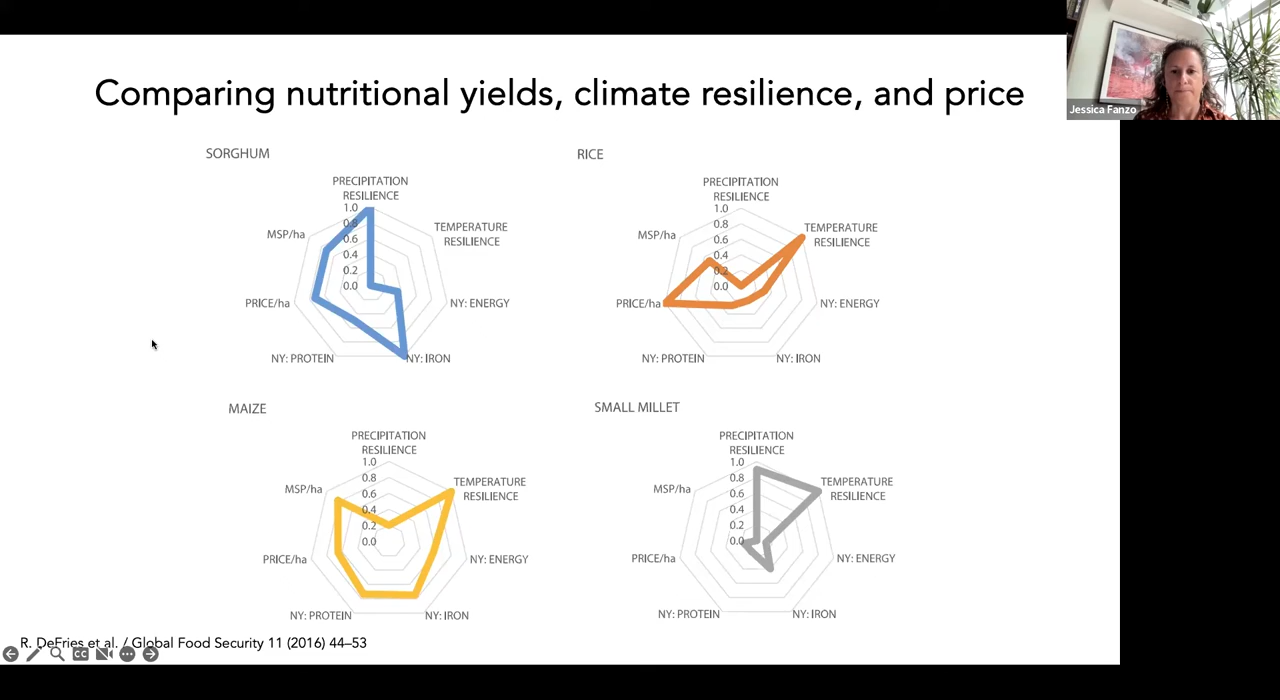 Jessica Fanzo
Comparing nutritional yields, climate resilience, and price
SORGHUM
PRECIPITATION
RESILIENCE
1.0
0.8
0.6
0.4
0.2
0.0
TEMPERATURE
RESILIENCE
NY: ENERGY
NY: IRON
NY: PROTEIN
PRICE/ha
MSP/ha
RICE
PRECIPITATION
RESILIENCE
1.0
0.8
0.6
0.4
0.2
0.0
TEMPERATURE
RESILIENCE
NY: ENERGY
NY: IRON
NY: PROTEIN
PRICE/ha
MSP/ha
MAIZE
PRECIPITATION
RESILIENCE
1.0
0.8
0.6
0.4
0.2
0.0
TEMPERATURE
RESILIENCE
NY: ENERGY
NY: IRON
NY: PROTEIN
PRICE/ha
MSP/ha
SMALL MILLET
PRECIPITATION
RESILIENCE
1.0
0.8
0.6
0.4
0.2
0.0
TEMPERATURE
RESILIENCE
NY: ENERGY
NY: IRON
NY: PROTEIN
PRICE/ha
MSP/ha
R. DeFries et al. / Global Food Security 11 (2016) 44–53
CC